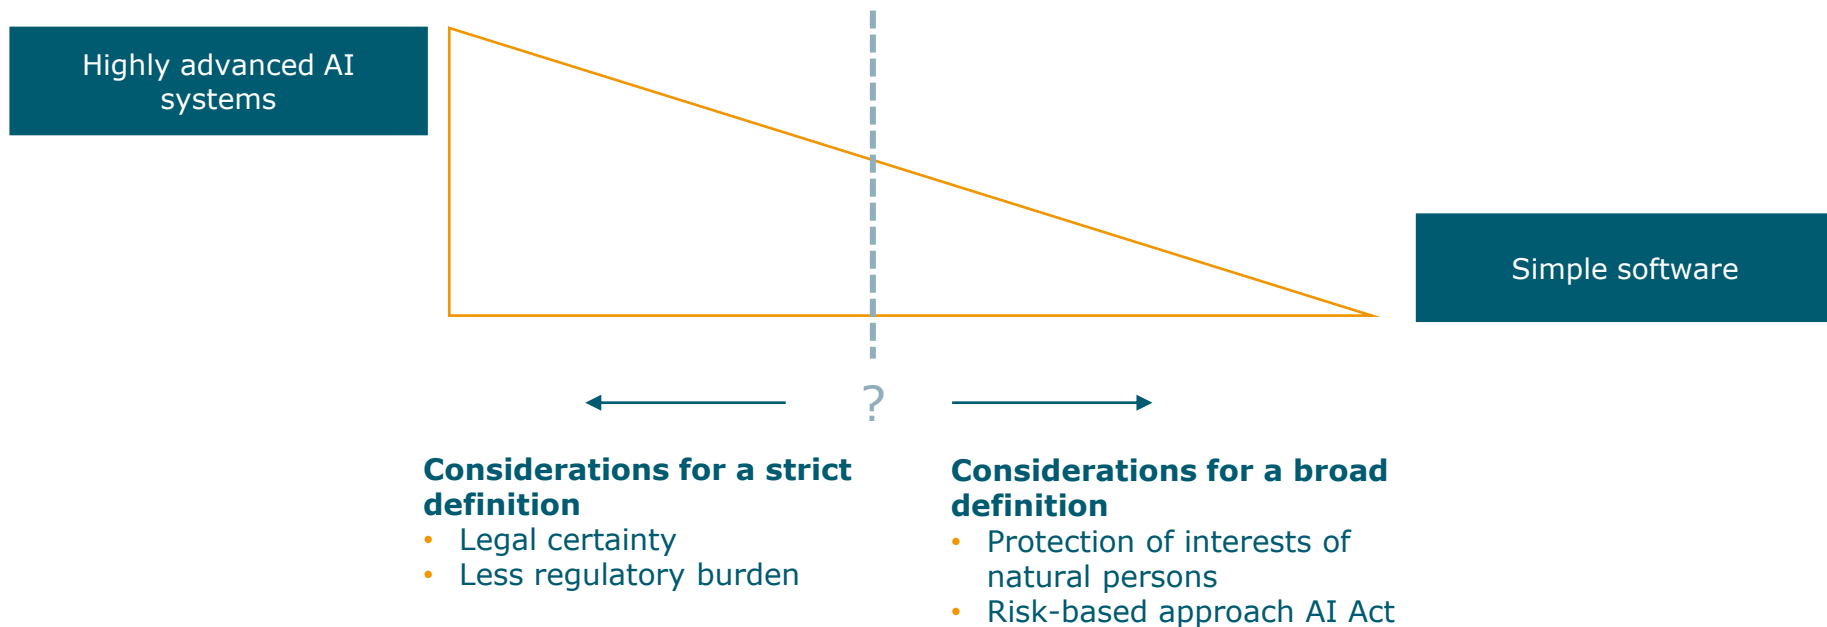 Highly advanced AI
systems
Simple software
?
Considerations for a strict
definition
• Legal certainty
• Less regulatory burden
Considerations for a broad
definition
• Protection of interests of
natural persons
• Risk-based approach AI Act